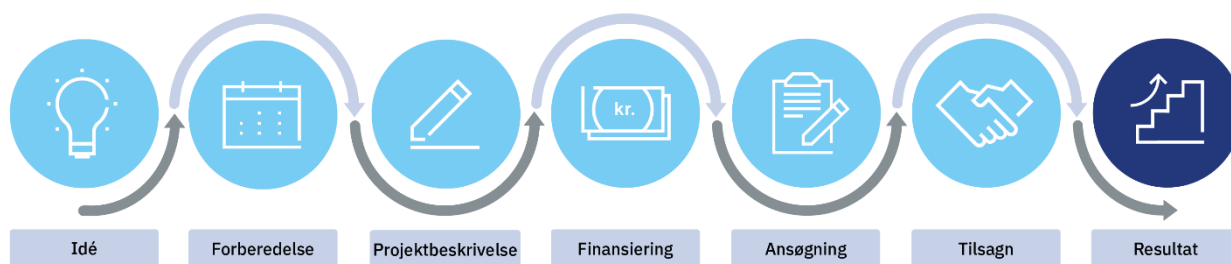 kr.
Idé
Forberedelse
Projektbeskrivelse
Finansiering
Ansøgning
Tilsagn
Resultat